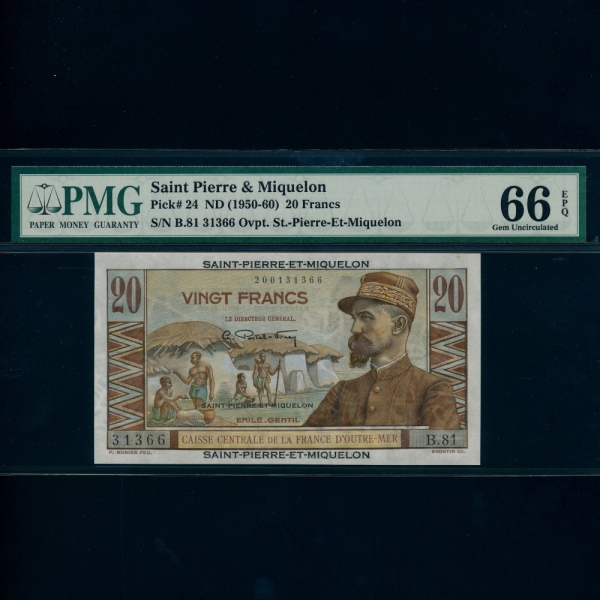 PMG
PAPER MONEY GUARANTY
Saint Pierre & Miquelon
Pick# 24 ND (1950-60) 20 Francs
S/N B.81 31366 Ovpt. St.-Pierre-Et-Miquelon
66 EPQ
Gem Uncirculated
SAINT-PIERRE-ET-MIQUELON
20
200131366
20
VINGT FRANCS
LE DIRECTEUR GÉNÉRAL.
SAINT-PIERRE-ET-MIQUELON
EMILE GENTIL
31366
CAISSE CENTRALE DE LA FRANCE D'OUTRE-MER
B.81
SAINT-PIERRE-ET-MIQUELON